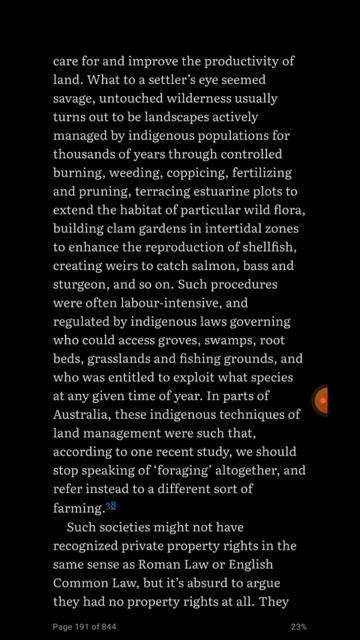 care for and improve the productivity of
land. What to a settler’s eye seemed
savage, untouched wilderness usually
turns out to be landscapes actively
managed by indigenous populations for
thousands of years through controlled
burning, weeding, coppicing, fertilizing
and pruning, terracing estuarine plots to
extend the habitat of particular wild flora,
building clam gardens in intertidal zones
to enhance the reproduction of shellfish,
creating weirs to catch salmon, bass and
sturgeon, and so on. Such procedures
were often labour-intensive, and
regulated by indigenous laws governing
who could access groves, swamps, root
beds, grasslands and fishing grounds, and
who was entitled to exploit what species
at any given time of year. In parts of
Australia, these indigenous techniques of
land management were such that,
according to one recent study, we should
stop speaking of ‘foraging’ altogether, and
refer instead to a different sort of
farming.38
Such societies might not have
recognized private property rights in the
same sense as Roman Law or English
Common Law, but it’s absurd to argue
they had no property rights at all. They
Page 191 of 844 23%